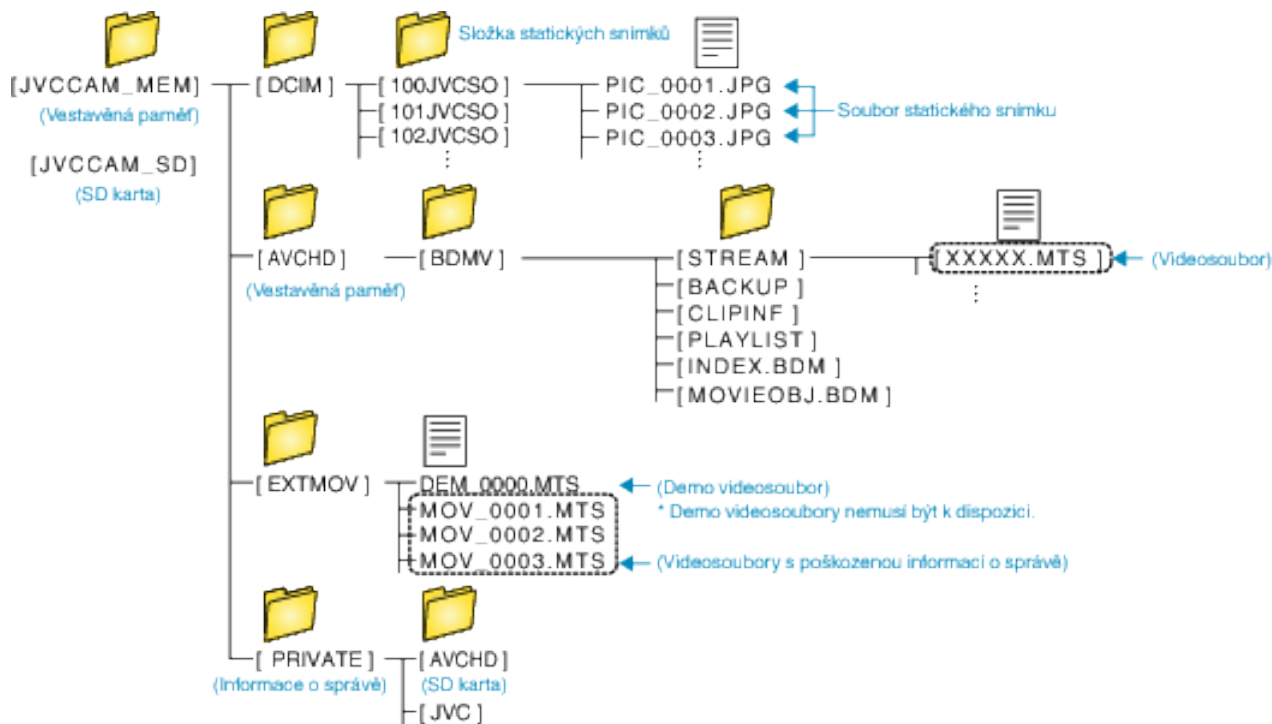 Složka statických snímků
[JVCCAM_MEM]
[DCIM]
[100JVCSO]
PIC_0001.JPG
(Vestavěná paměť)
[101JVCSO]
PIC_0002.JPG
Soubor statického snímku
[102JVCSO]
PIC_0003.JPG
[JVCCAM_SD]
(SD karta)
[AVCHD]
[BDMV]
[STREAM]
[XXXXX.MTS]
(Videosoubor)
(Vestavěná paměť)
[BACKUP]
[CLIPINF]
[PLAYLIST]
[INDEX.BDM]
[MOVIEOBJ.BDM]
[EXTMOV]
DEM_0000.MTS
(Demo videosoubor)
MOV_0001.MTS
* Demo videosoubory nemusí být k dispozici.
MOV_0002.MTS
MOV_0003.MTS
(Videosoubory s poškozenou informací o správě)
[PRIVATE]
[AVCHD]
(Informace o správě)
(SD karta)
[JVC]